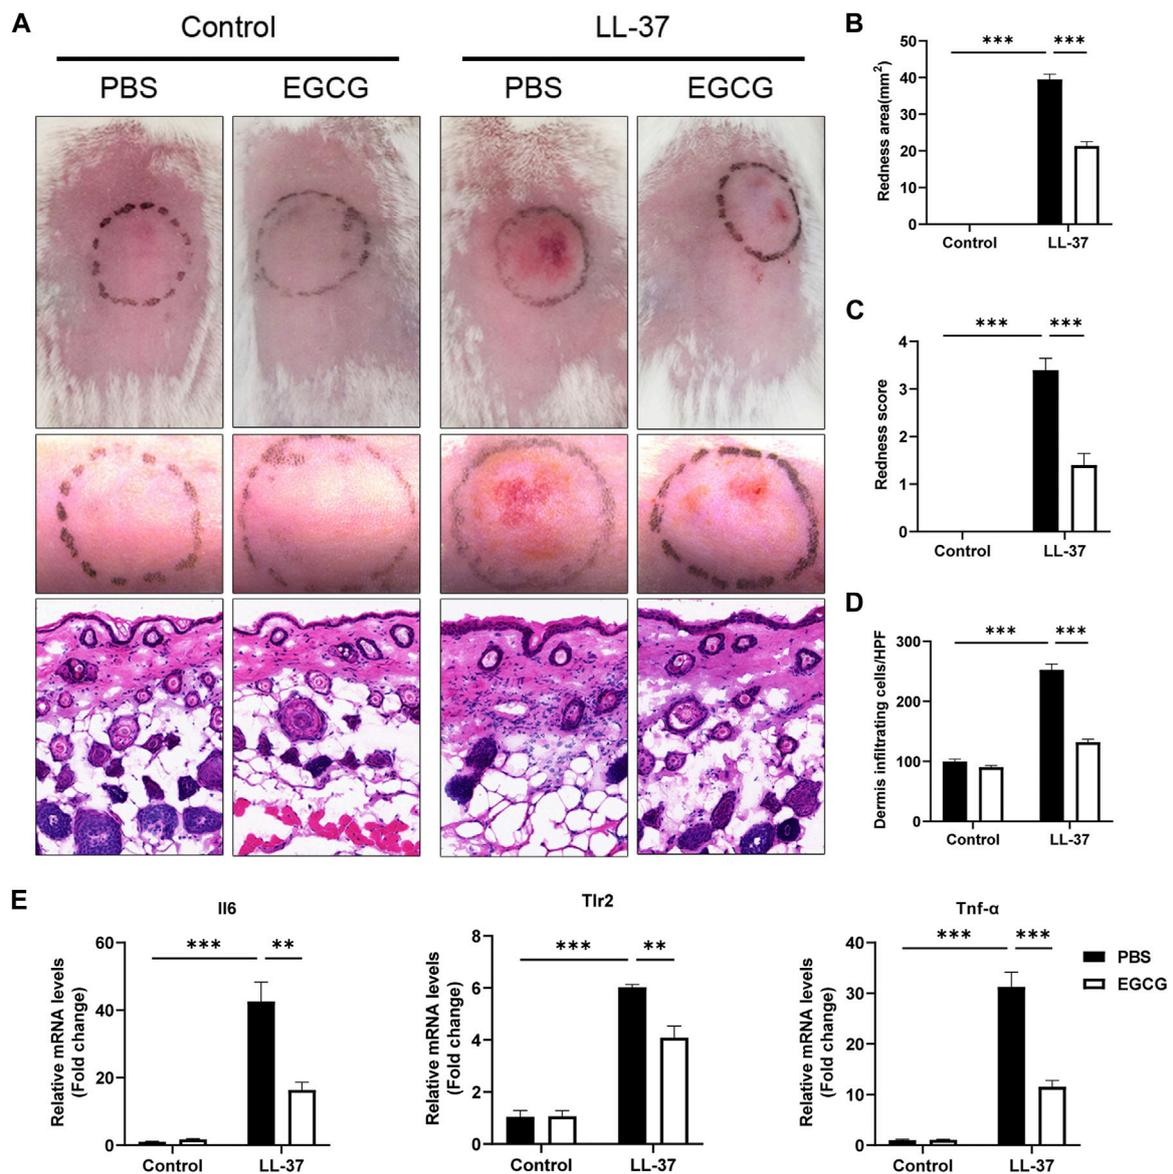 A
Control
LL-37
PBS
EGCG
PBS
EGCG
B
Redness area(mm²)
50
40
30
20
10
0
***
***
Control
LL-37
C
Redness score
4
3
2
1
0
***
***
Control
LL-37
D
Dermis infiltrating cells/HPF
300
200
100
0
***
***
Control
LL-37
E
Il6
Relative mRNA levels
(Fold change)
60
40
20
0
***
**
Control
LL-37
Tlr2
Relative mRNA levels
(Fold change)
8
6
4
2
0
***
**
Control
LL-37
Tnf-α
Relative mRNA levels
(Fold change)
40
30
20
10
0
***
***
Control
LL-37
PBS
EGCG